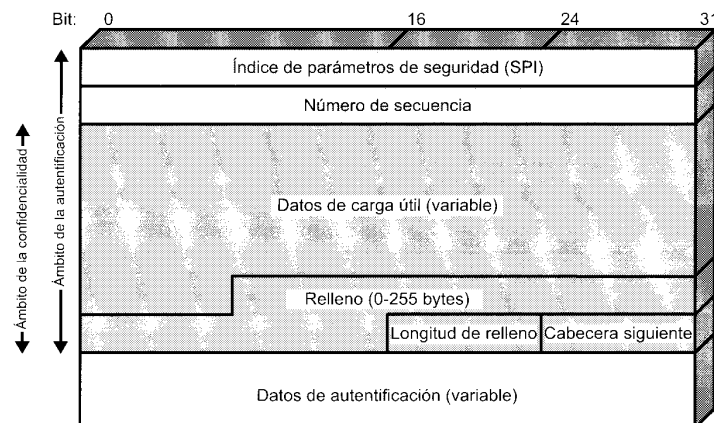 Bit: 0 16 24 31
Índice de parámetros de seguridad (SPI)
Número de secuencia
Ámbito de la confidencialidad
Ámbito de la autentificación
Datos de carga útil (variable)
Relleno (0-255 bytes)
Longitud de relleno Cabecera siguiente
Datos de autentificación (variable)